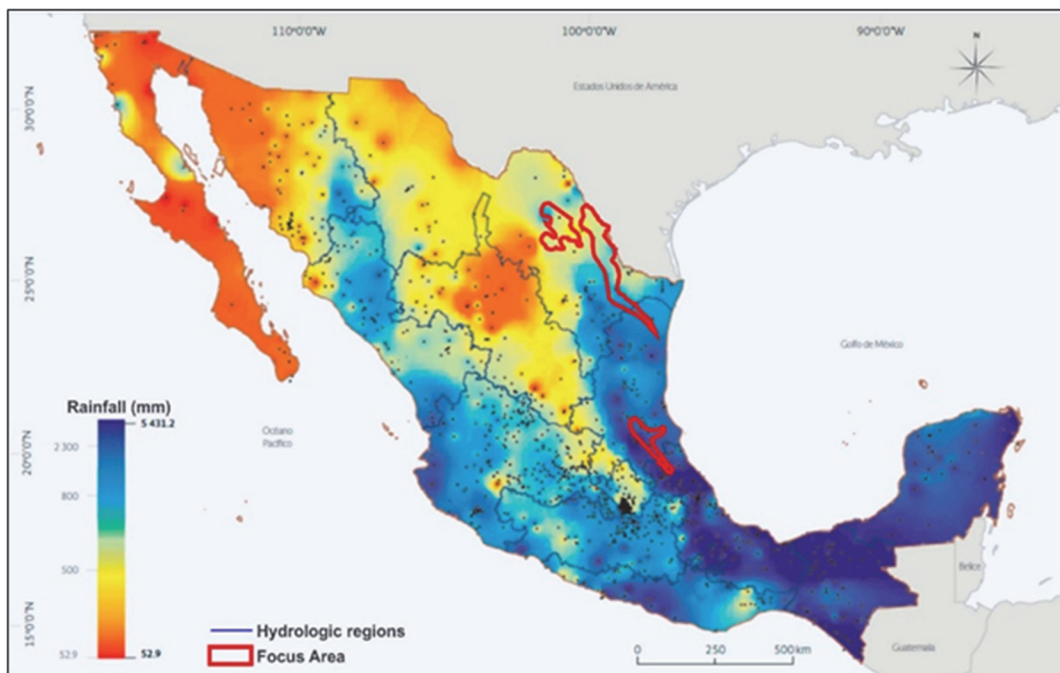 110°0'0"W
100°0'0"W
90°0'0"W
N
Estados Unidos de América
30°0'0"N
25°0'0"N
20°0'0"N
15°0'0"N
Golfo de México
Océano
Pacífico
Belice
Guatemala
Rainfall (mm)
5 431.2
2 300
800
500
52.9
52.9
Hydrologic regions
Focus Area
0
250
500 km